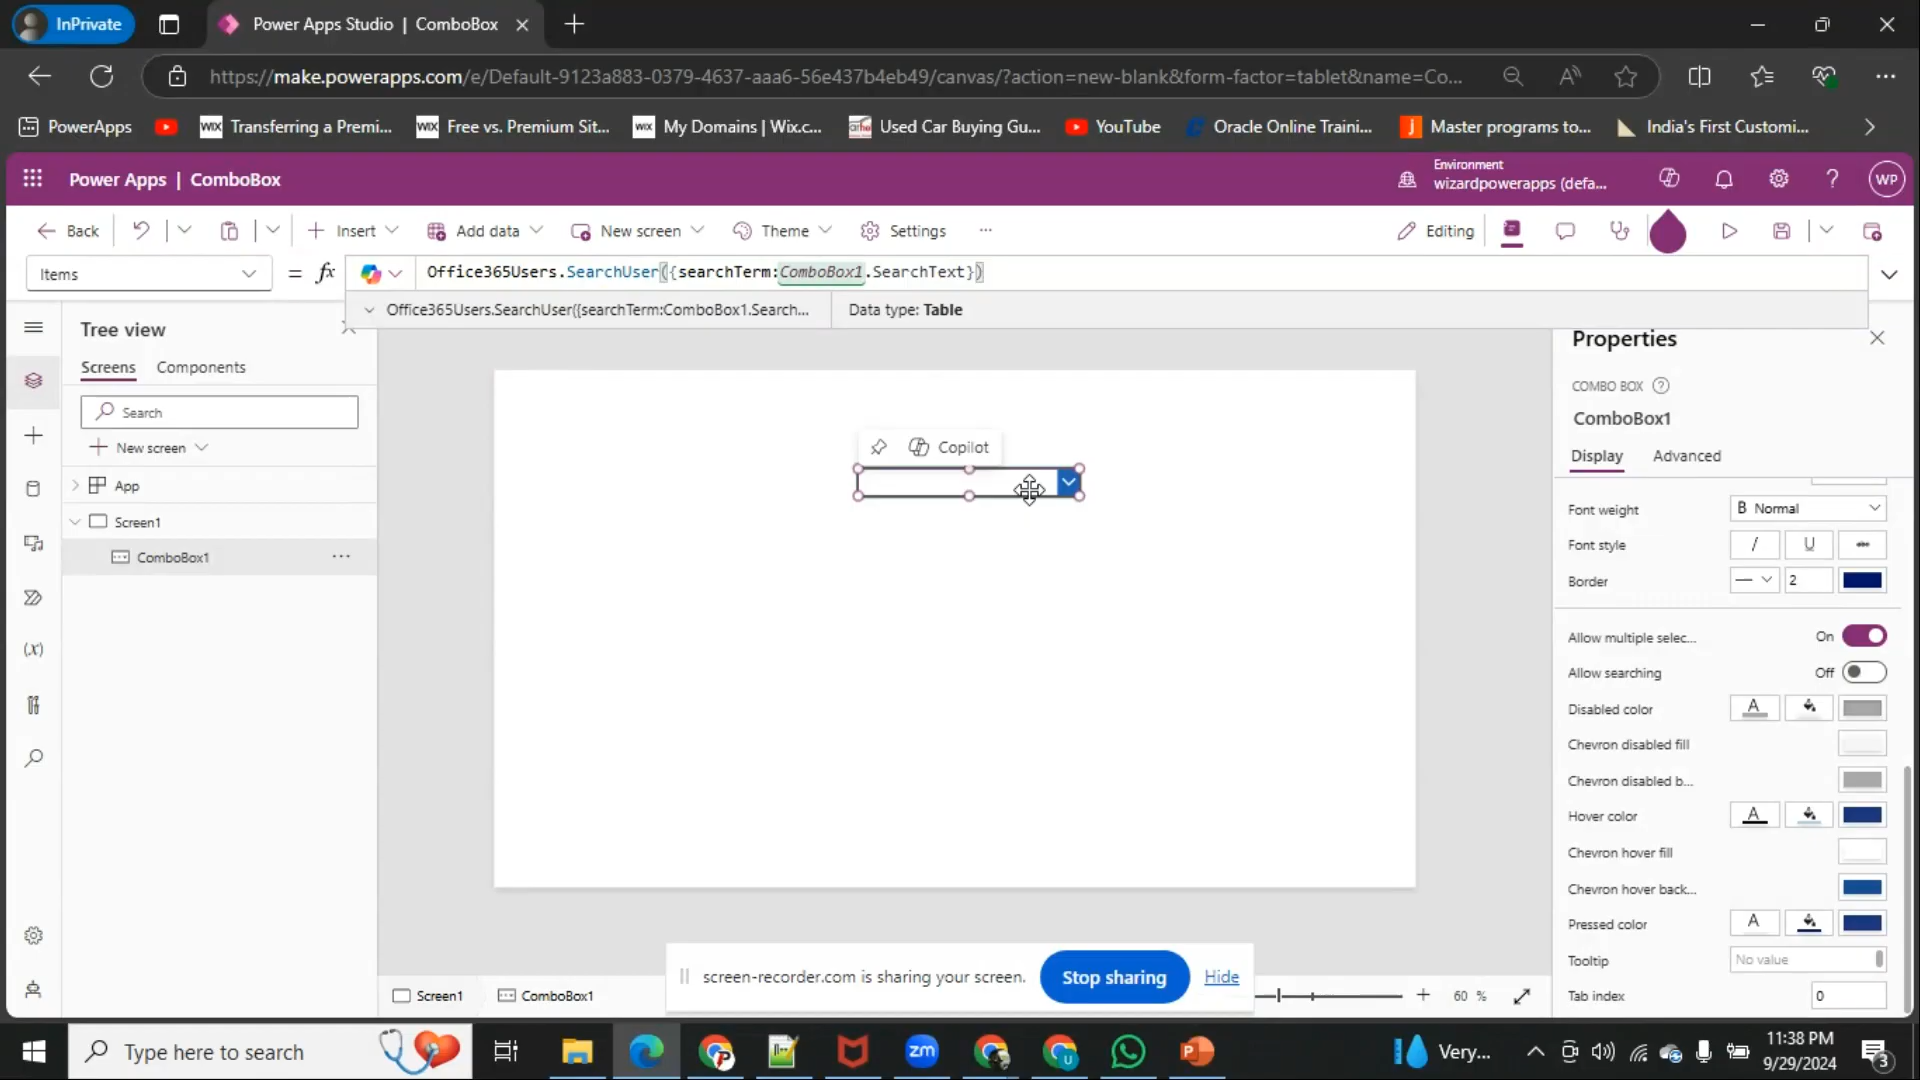 InPrivate
Power Apps Studio | ComboBox
https://make.powerapps.com/e/Default-9123a883-0379-4637-aaa6-56e437b4eb49/canvas/?action=new-blank&form-factor=tablet&name=Co...
PowerApps
WIX Transferring a Premi...
WIX Free vs. Premium Sit...
WIX My Domains | Wix.c...
Used Car Buying Gu...
YouTube
Oracle Online Traini...
J Master programs to...
India's First Customi...
Power Apps | ComboBox
Environment
wizardpowerapps (defa...
WP
Back
Insert
Add data
New screen
Theme
Settings
...
Editing
Items
= fx
Office365Users.SearchUser({searchTerm:ComboBox1.SearchText})
Office365Users.SearchUser({searchTerm:ComboBox1.Search...
Data type: Table
Tree view
Screens
Components
Search
New screen
App
Screen1
ComboBox1
...
Copilot
Properties
COMBO BOX
ComboBox1
Display
Advanced
Font weight
B Normal
Font style
/ U abc
Border
2
Allow multiple selec...
On
Allow searching
Off
Disabled color
A
Chevron disabled fill
Chevron disabled b...
Hover color
A
Chevron hover fill
Chevron hover back...
Pressed color
A
Tooltip
No value
Tab index
0
screen-recorder.com is sharing your screen.
Stop sharing
Hide
Screen1
ComboBox1
60 %
Type here to search
zm
Very...
11:38 PM
9/29/2024
3